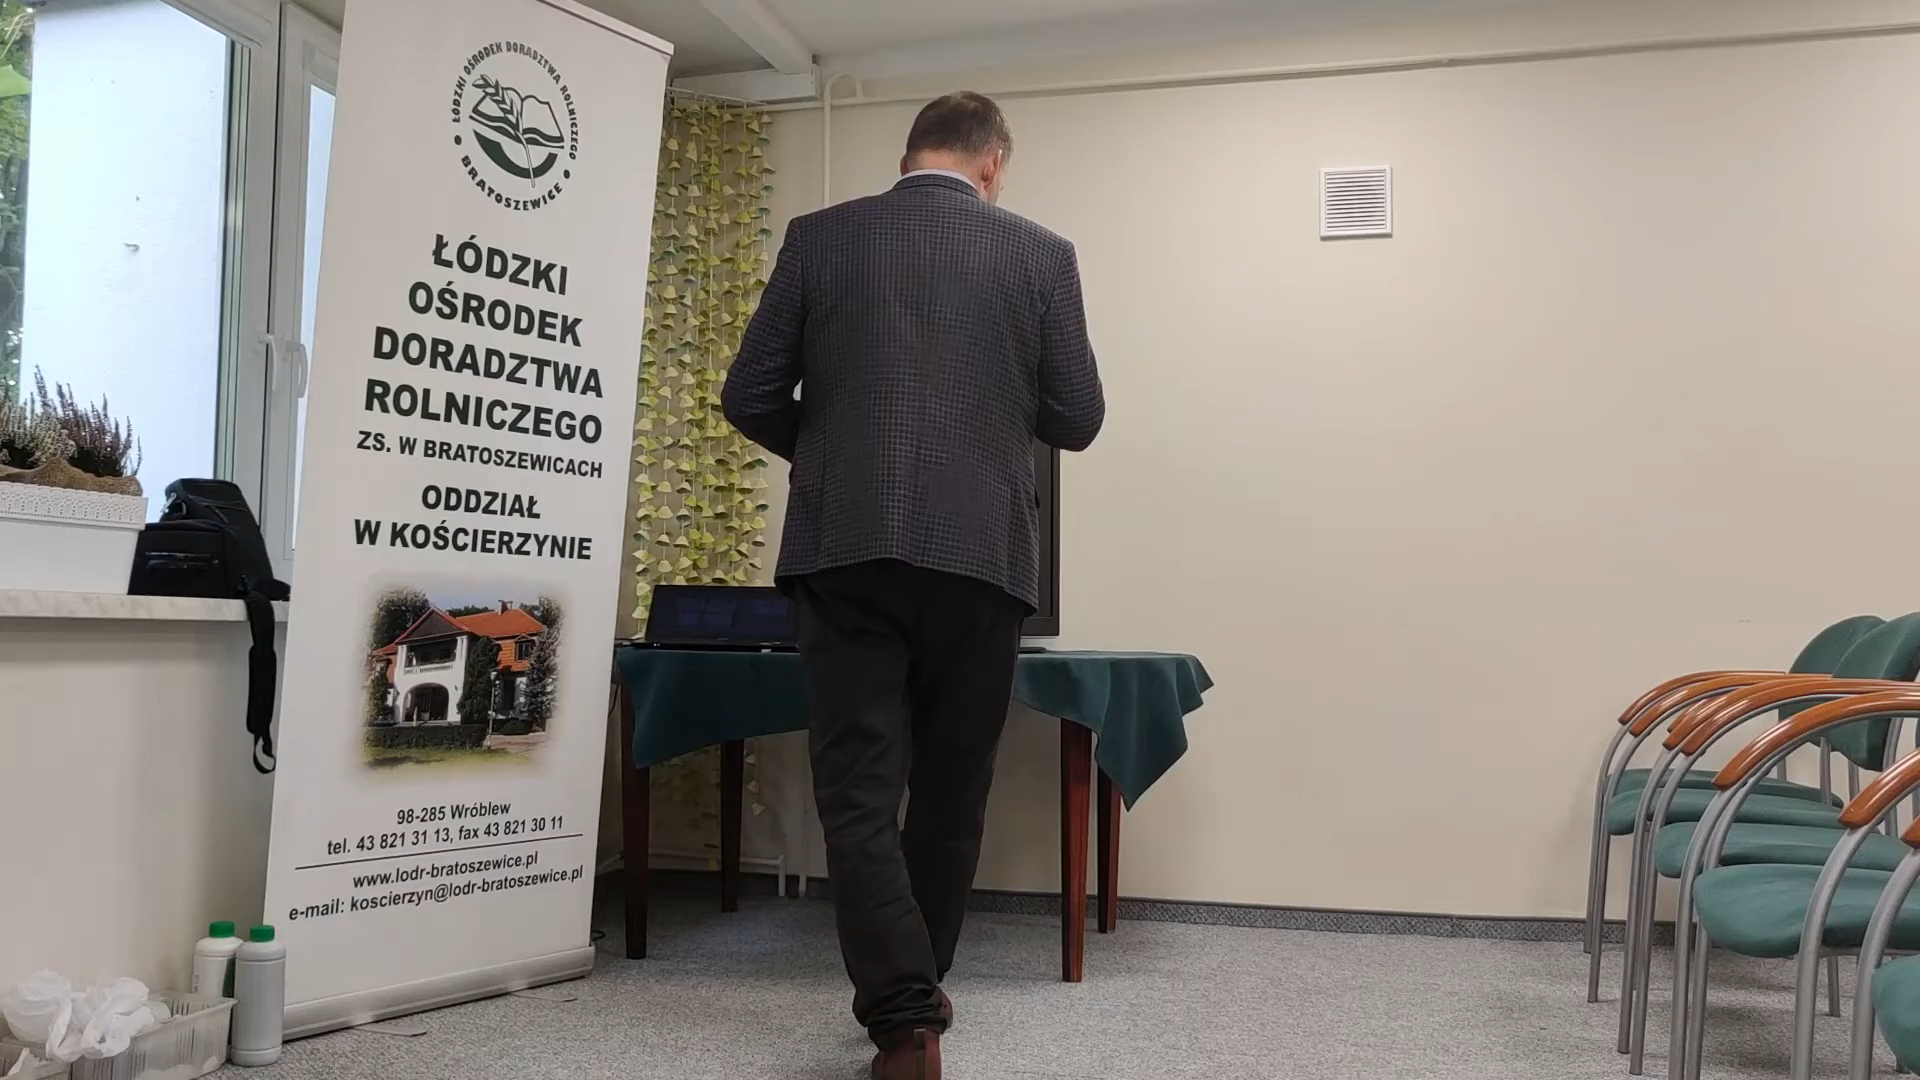 ŁÓDZKI OŚRODEK DORADZTWA ROLNICZEGO
• BRATOSZEWICE •
ŁÓDZKI
OŚRODEK
DORADZTWA
ROLNICZEGO
ZS. W BRATOSZEWICACH
ODDZIAŁ
W KOŚCIERZYNIE
98-285 Wróblew
tel. 43 821 31 13, fax 43 821 30 11
www.lodr-bratoszewice.pl
e-mail: koscierzyn@lodr-bratoszewice.pl